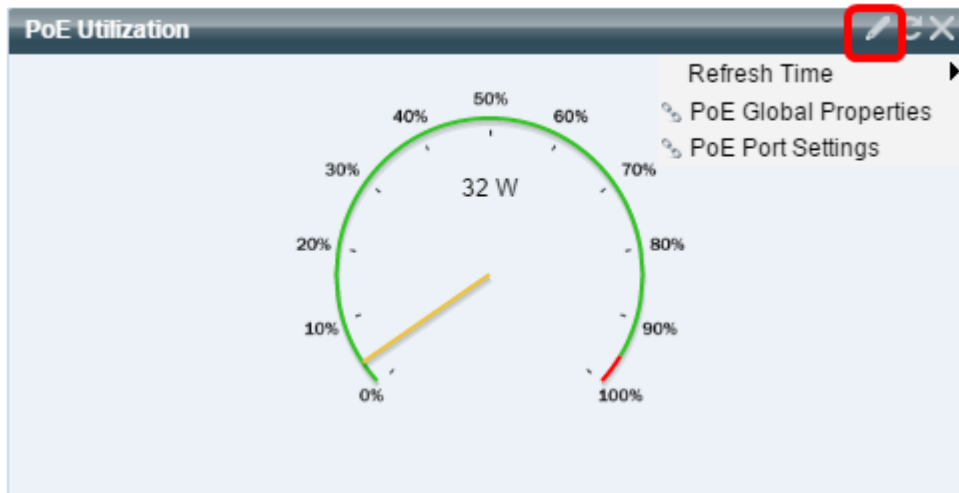 PoE Utilization
Refresh Time
PoE Global Properties
PoE Port Settings
50%
40%
60%
30%
70%
32 W
20%
80%
10%
90%
0%
100%